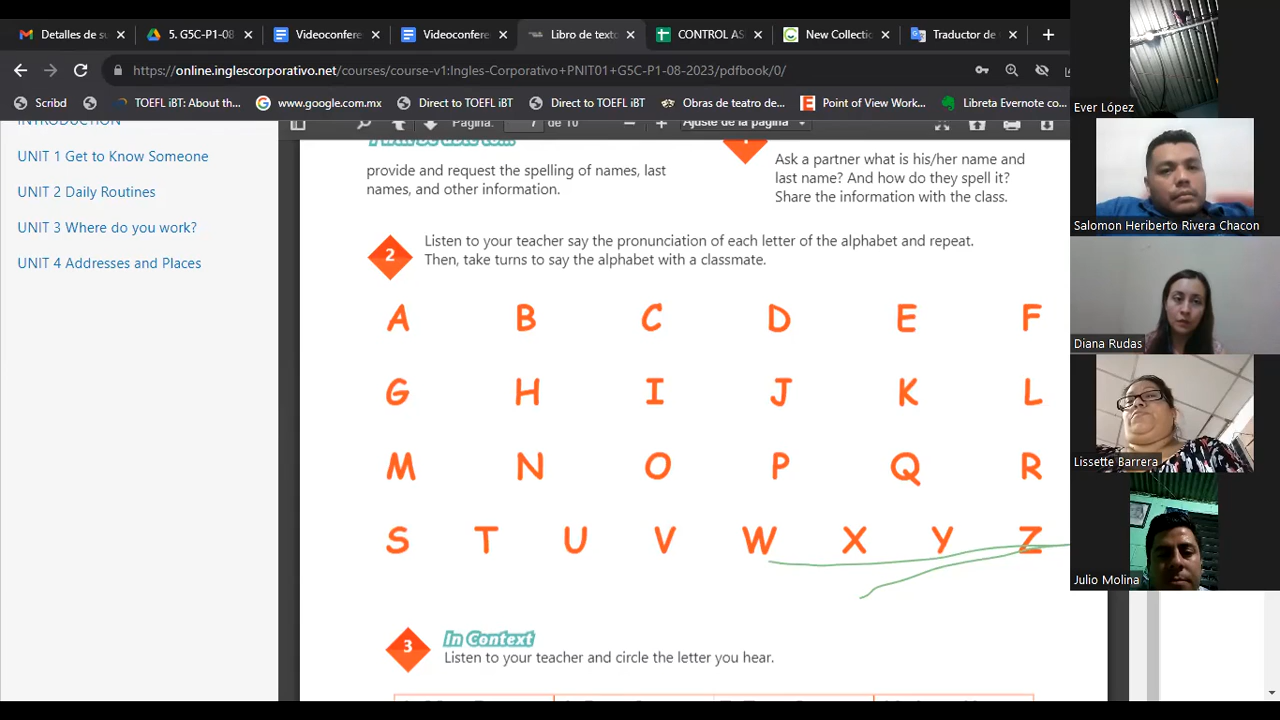 Detalles de su
5. G5C-P1-08
Videoconfere
Videoconfere
Libro de texto
CONTROL AS
New Collectio
Traductor de
https://online.inglescorporativo.net/courses/course-v1:Ingles-Corporativo+PNIT01+G5C-P1-08-2023/pdfbook/0/
Scribd
TOEFL iBT: About th...
www.google.com.mx
Direct to TOEFL iBT
Direct to TOEFL iBT
Obras de teatro de...
Point of View Work...
Libreta Evernote co...
INTRODUCTION
UNIT 1 Get to Know Someone
UNIT 2 Daily Routines
UNIT 3 Where do you work?
UNIT 4 Addresses and Places
Página: 7 de 10
Ajuste de la página
I will be able to...
provide and request the spelling of names, last
names, and other information.
1
Ask a partner what is his/her name and
last name? And how do they spell it?
Share the information with the class.
2
Listen to your teacher say the pronunciation of each letter of the alphabet and repeat.
Then, take turns to say the alphabet with a classmate.
A B C D E F
G H I J K L
M N O P Q R
S T U V W X Y Z
3
In Context
Listen to your teacher and circle the letter you hear.
Ever López
Salomon Heriberto Rivera Chacon
Diana Rudas
Lissette Barrera
Julio Molina